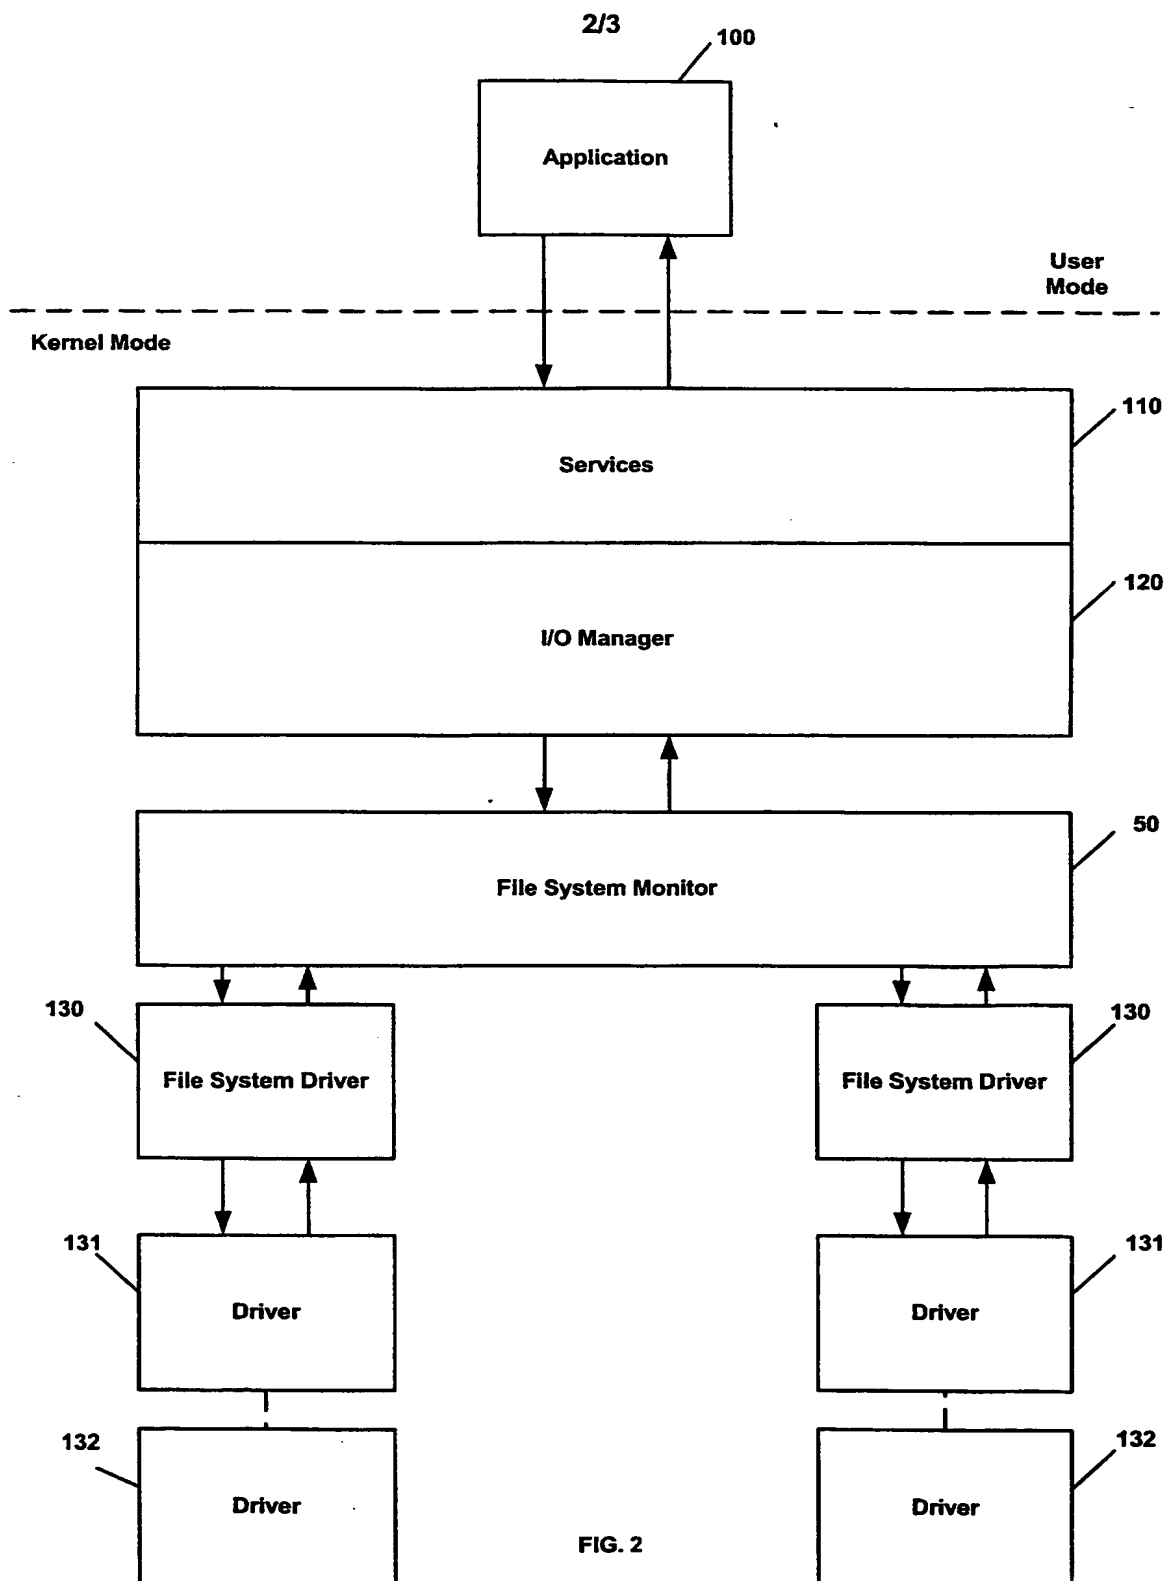 2/3
100
Application
User
Mode
Kernel Mode
110
Services
120
I/O Manager
50
File System Monitor
130
130
File System Driver
File System Driver
131
131
Driver
Driver
132
132
Driver
Driver
FIG. 2